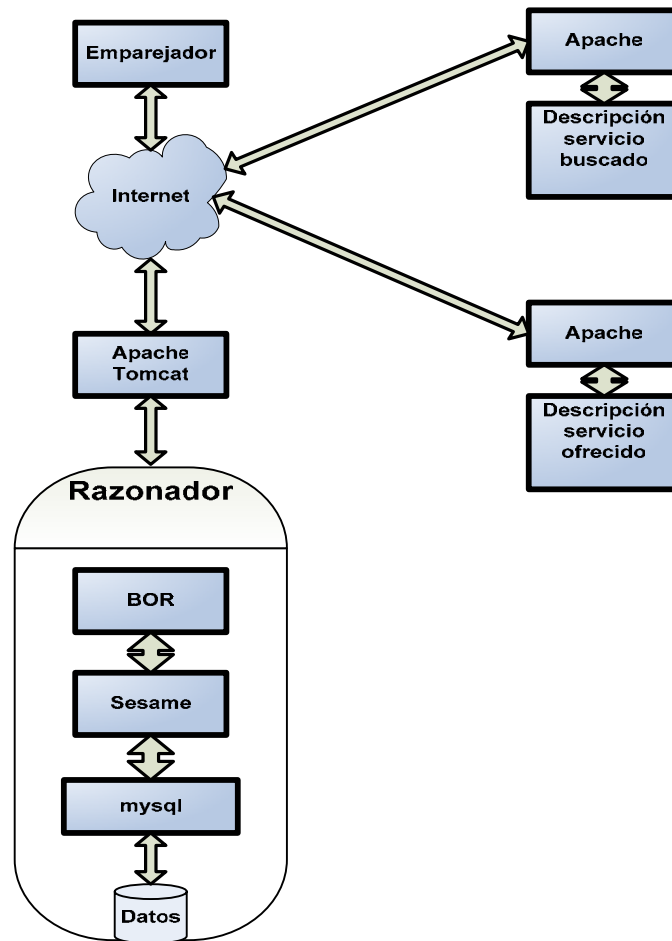 Emparejador
Apache
Descripción
servicio
buscado
Internet
Apache
Descripción
servicio
ofrecido
Apache
Tomcat
Razonador
BOR
Sesame
mysql
Datos